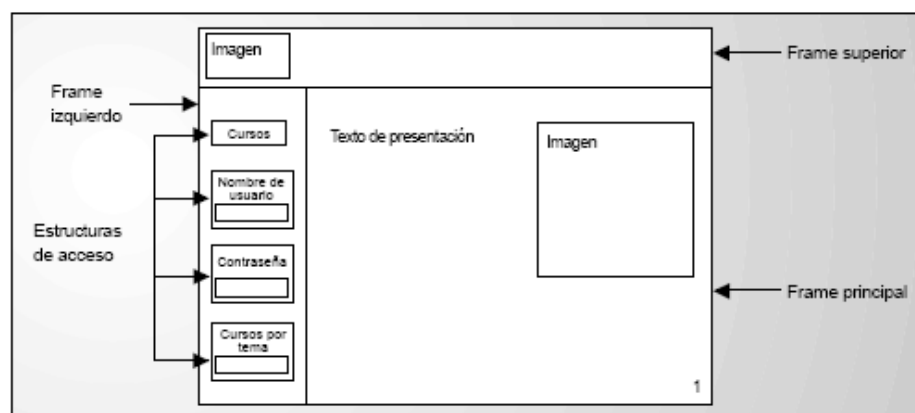 Imagen
Frame superior
Frame
izquierdo
Cursos
Texto de presentación
Imagen
Nombre de
usuario
Estructuras
de acceso
Contraseña
Frame principal
Cursos por
tema
1